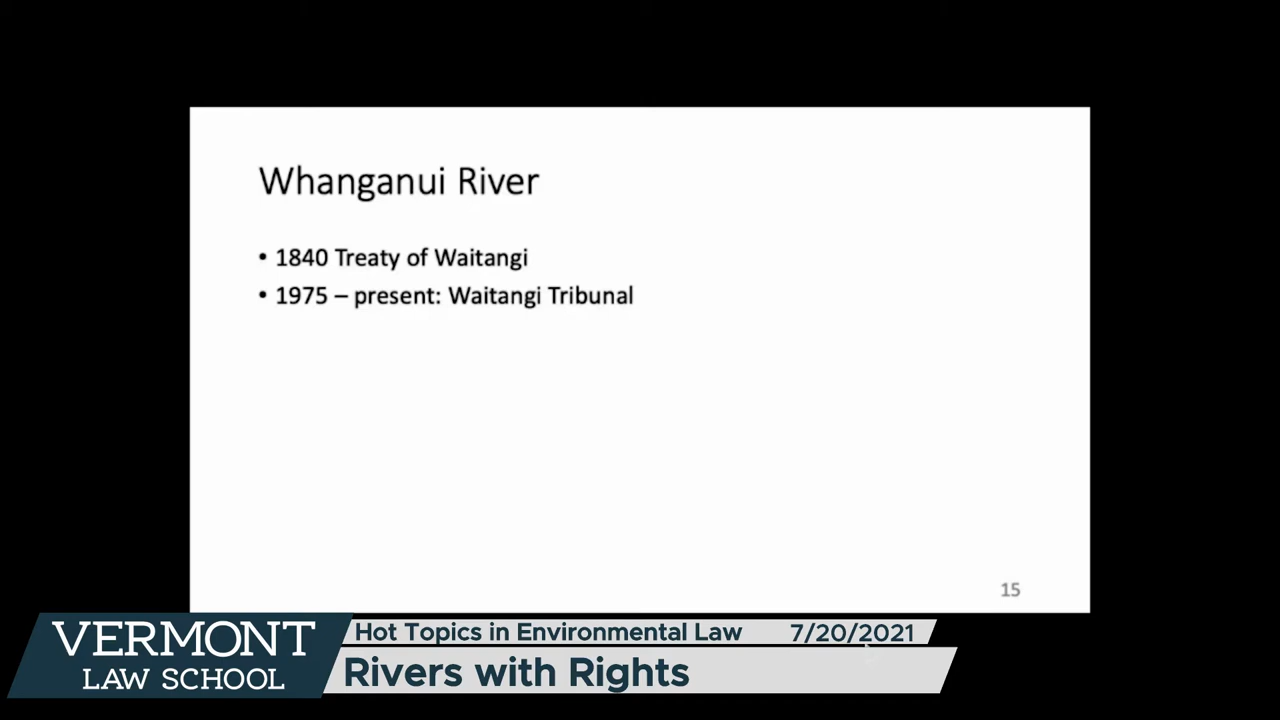 Whanganui River
• 1840 Treaty of Waitangi
• 1975 – present: Waitangi Tribunal
15
VERMONT
LAW SCHOOL
Hot Topics in Environmental Law 7/20/2021
Rivers with Rights